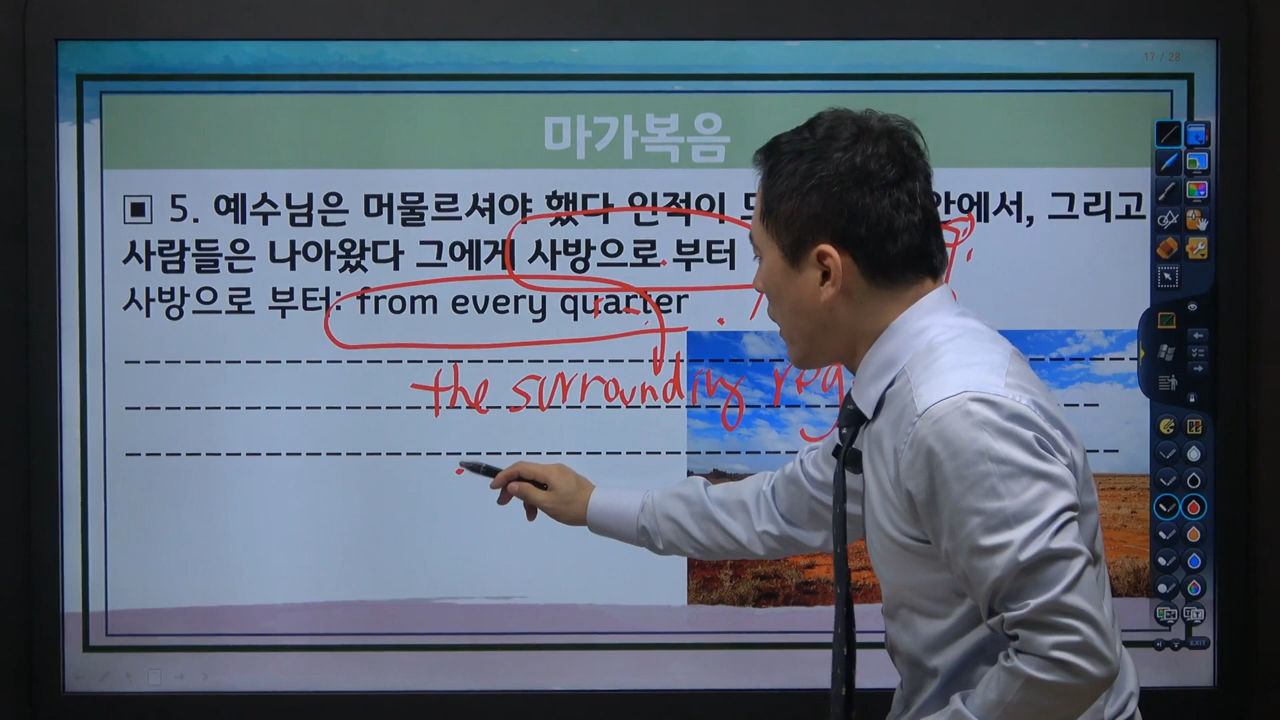 17 / 28
마가복음
▣ 5. 예수님은 머물르셔야 했다 인적이 안에서, 그리고
사람들은 나아왔다 그에게 사방으로 부터
사방으로 부터: from every quarter
the surrounding
EXIT